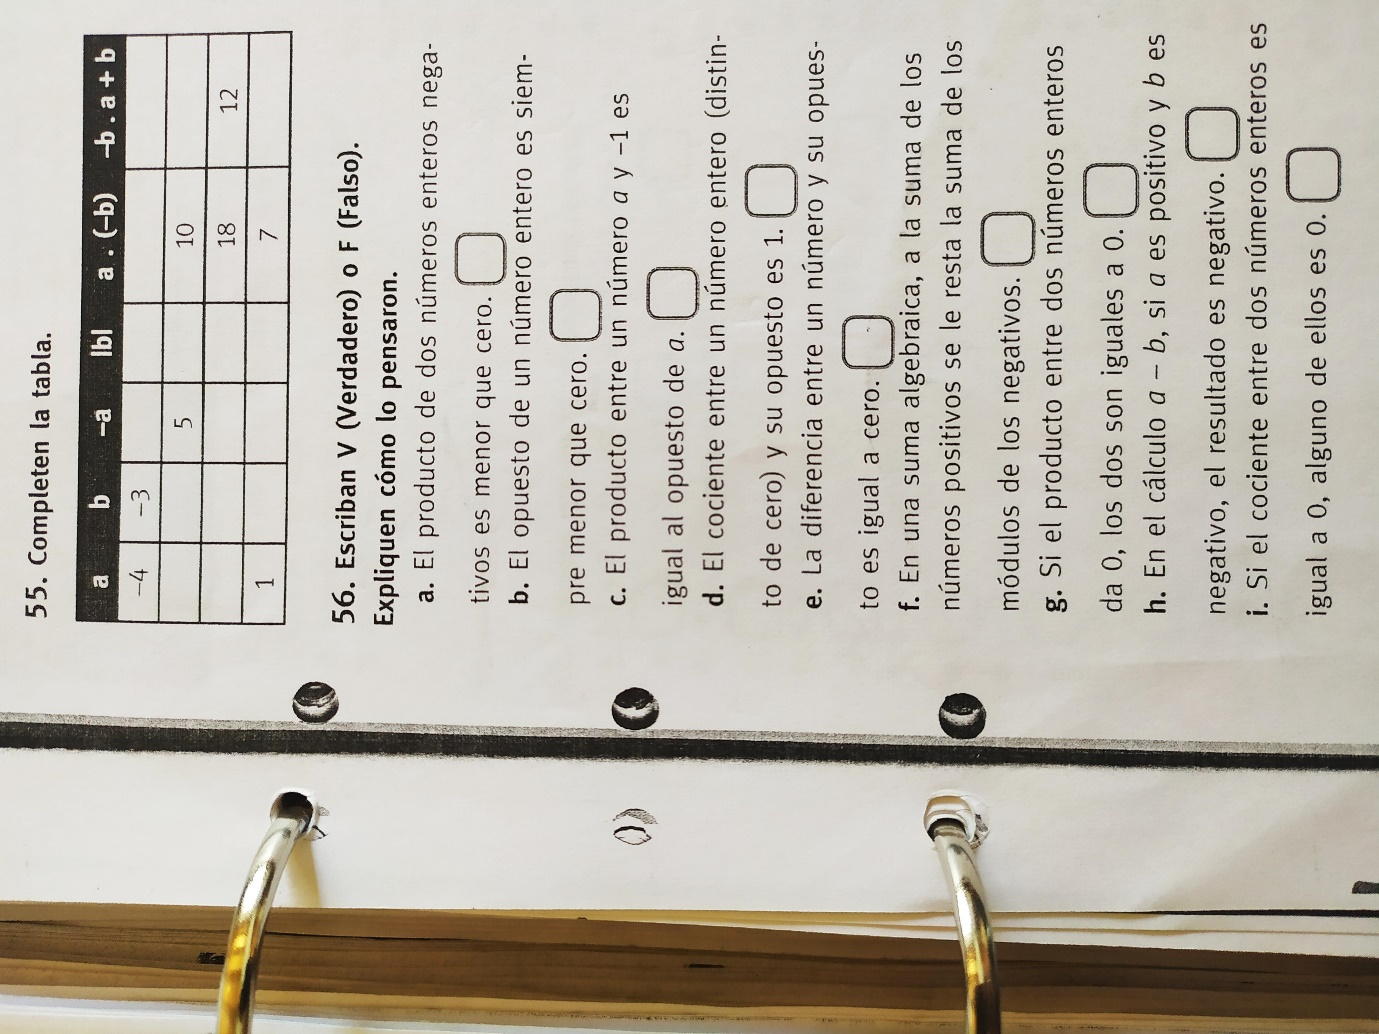 55. Completen la tabla.
a b –a |b| a . (–b) –b . a + b
–4 –3
5 10
18 12
1 7
56. Escriban V (Verdadero) o F (Falso).
Expliquen cómo lo pensaron.
a. El producto de dos números enteros nega-
tivos es menor que cero.
b. El opuesto de un número entero es siem-
pre menor que cero.
c. El producto entre un número a y –1 es
igual al opuesto de a.
d. El cociente entre un número entero (distin-
to de cero) y su opuesto es 1.
e. La diferencia entre un número y su opues-
to es igual a cero.
f. En una suma algebraica, a la suma de los
números positivos se le resta la suma de los
módulos de los negativos.
g. Si el producto entre dos números enteros
da 0, los dos son iguales a 0.
h. En el cálculo a – b, si a es positivo y b es
negativo, el resultado es negativo.
i. Si el cociente entre dos números enteros es
igual a 0, alguno de ellos es 0.